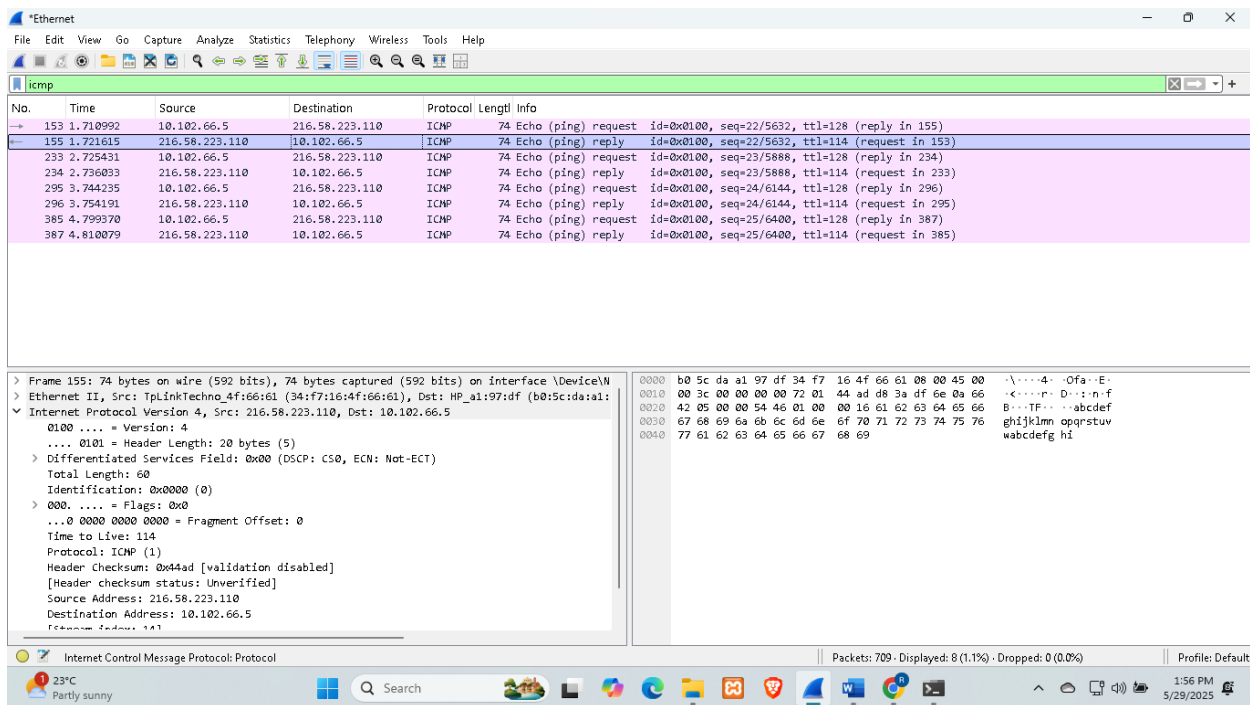 *Ethernet
File Edit View Go Capture Analyze Statistics Telephony Wireless Tools Help
icmp
No. Time Source Destination Protocol Lengtl Info
153 1.710992 10.102.66.5 216.58.223.110 ICMP 74 Echo (ping) request id=0x0100, seq=22/5632, ttl=128 (reply in 155)
155 1.721615 216.58.223.110 10.102.66.5 ICMP 74 Echo (ping) reply id=0x0100, seq=22/5632, ttl=114 (request in 153)
233 2.725431 10.102.66.5 216.58.223.110 ICMP 74 Echo (ping) request id=0x0100, seq=23/5888, ttl=128 (reply in 234)
234 2.736033 216.58.223.110 10.102.66.5 ICMP 74 Echo (ping) reply id=0x0100, seq=23/5888, ttl=114 (request in 233)
295 3.744235 10.102.66.5 216.58.223.110 ICMP 74 Echo (ping) request id=0x0100, seq=24/6144, ttl=128 (reply in 296)
296 3.754191 216.58.223.110 10.102.66.5 ICMP 74 Echo (ping) reply id=0x0100, seq=24/6144, ttl=114 (request in 295)
385 4.799370 10.102.66.5 216.58.223.110 ICMP 74 Echo (ping) request id=0x0100, seq=25/6400, ttl=128 (reply in 387)
387 4.810079 216.58.223.110 10.102.66.5 ICMP 74 Echo (ping) reply id=0x0100, seq=25/6400, ttl=114 (request in 385)
Frame 155: 74 bytes on wire (592 bits), 74 bytes captured (592 bits) on interface \Device\N
Ethernet II, Src: TpLinkTechno_4f:66:61 (34:f7:16:4f:66:61), Dst: HP_a1:97:df (b0:5c:da:a1:
Internet Protocol Version 4, Src: 216.58.223.110, Dst: 10.102.66.5
0100 .... = Version: 4
.... 0101 = Header Length: 20 bytes (5)
Differentiated Services Field: 0x00 (DSCP: CS0, ECN: Not-ECT)
Total Length: 60
Identification: 0x0000 (0)
000. .... = Flags: 0x0
...0 0000 0000 0000 = Fragment Offset: 0
Time to Live: 114
Protocol: ICMP (1)
Header Checksum: 0x44ad [validation disabled]
[Header checksum status: Unverified]
Source Address: 216.58.223.110
Destination Address: 10.102.66.5
[Stream index: 14]
0000 b0 5c da a1 97 df 34 f7 16 4f 66 61 08 00 45 00 ·\····4· ·Ofa··E·
0010 00 3c 00 00 00 00 72 01 44 ad d8 3a df 6e 0a 66 ·<····r· D··:·n·f
0020 42 05 00 00 54 46 01 00 00 16 61 62 63 64 65 66 B···TF·· ··abcdef
0030 67 68 69 6a 6b 6c 6d 6e 6f 70 71 72 73 74 75 76 ghijklmn opqrstuv
0040 77 61 62 63 64 65 66 67 68 69 wabcdefg hi
Internet Control Message Protocol: Protocol
Packets: 709 · Displayed: 8 (1.1%) · Dropped: 0 (0.0%)
Profile: Default
1
23°C
Partly sunny
Search
R
1:56 PM
5/29/2025